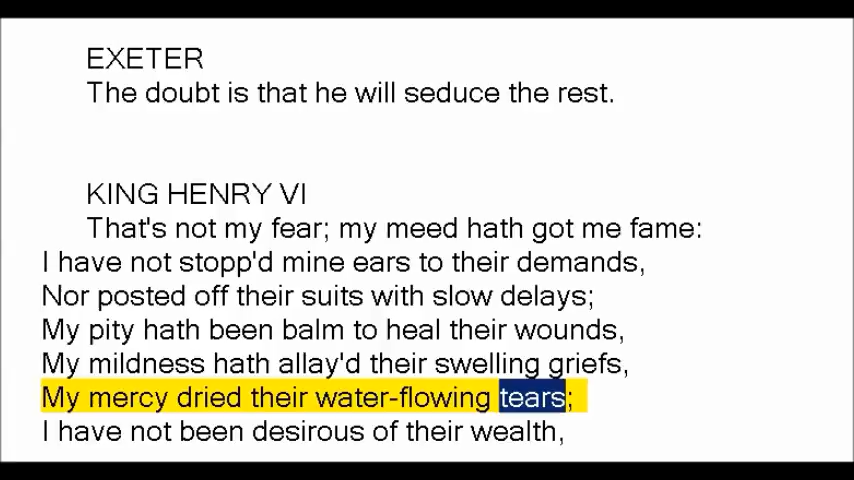 EXETER
The doubt is that he will seduce the rest.
KING HENRY VI
That's not my fear; my meed hath got me fame:
I have not stopp'd mine ears to their demands,
Nor posted off their suits with slow delays;
My pity hath been balm to heal their wounds,
My mildness hath allay'd their swelling griefs,
My mercy dried their water-flowing tears;
I have not been desirous of their wealth,